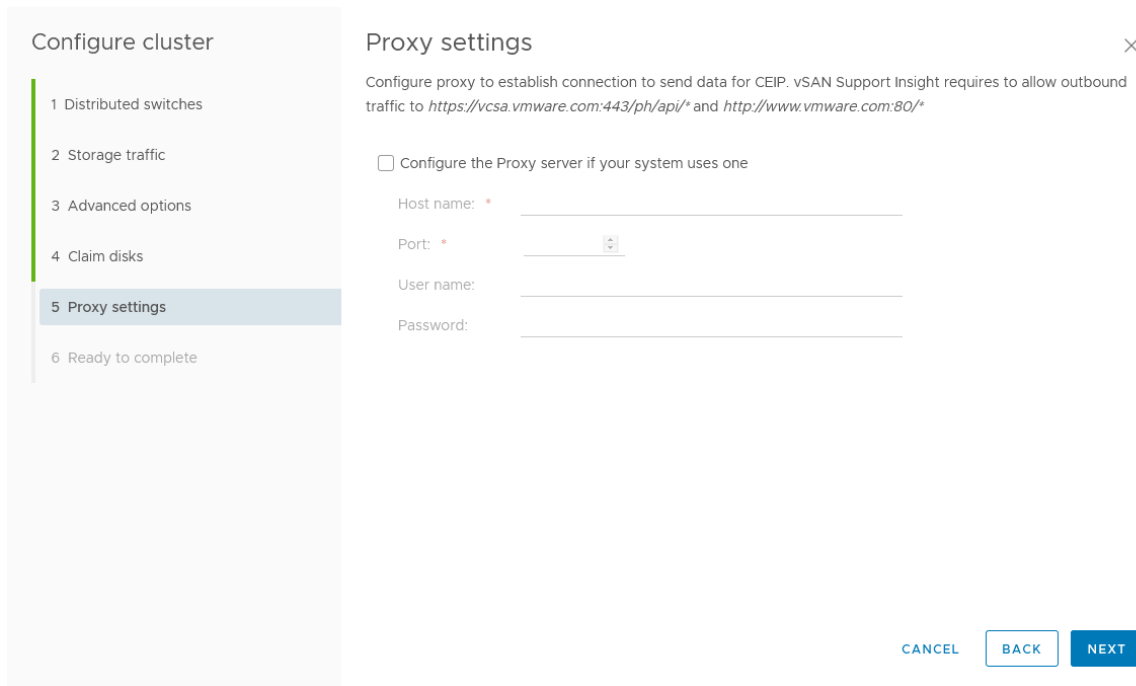 Configure cluster
1 Distributed switches
2 Storage traffic
3 Advanced options
4 Claim disks
5 Proxy settings
6 Ready to complete
Proxy settings
Configure proxy to establish connection to send data for CEIP. vSAN Support Insight requires to allow outbound
traffic to https://vcsa.vmware.com:443/ph/api/* and http://www.vmware.com:80/*
Configure the Proxy server if your system uses one
Host name: *
Port: *
User name:
Password:
CANCEL BACK NEXT